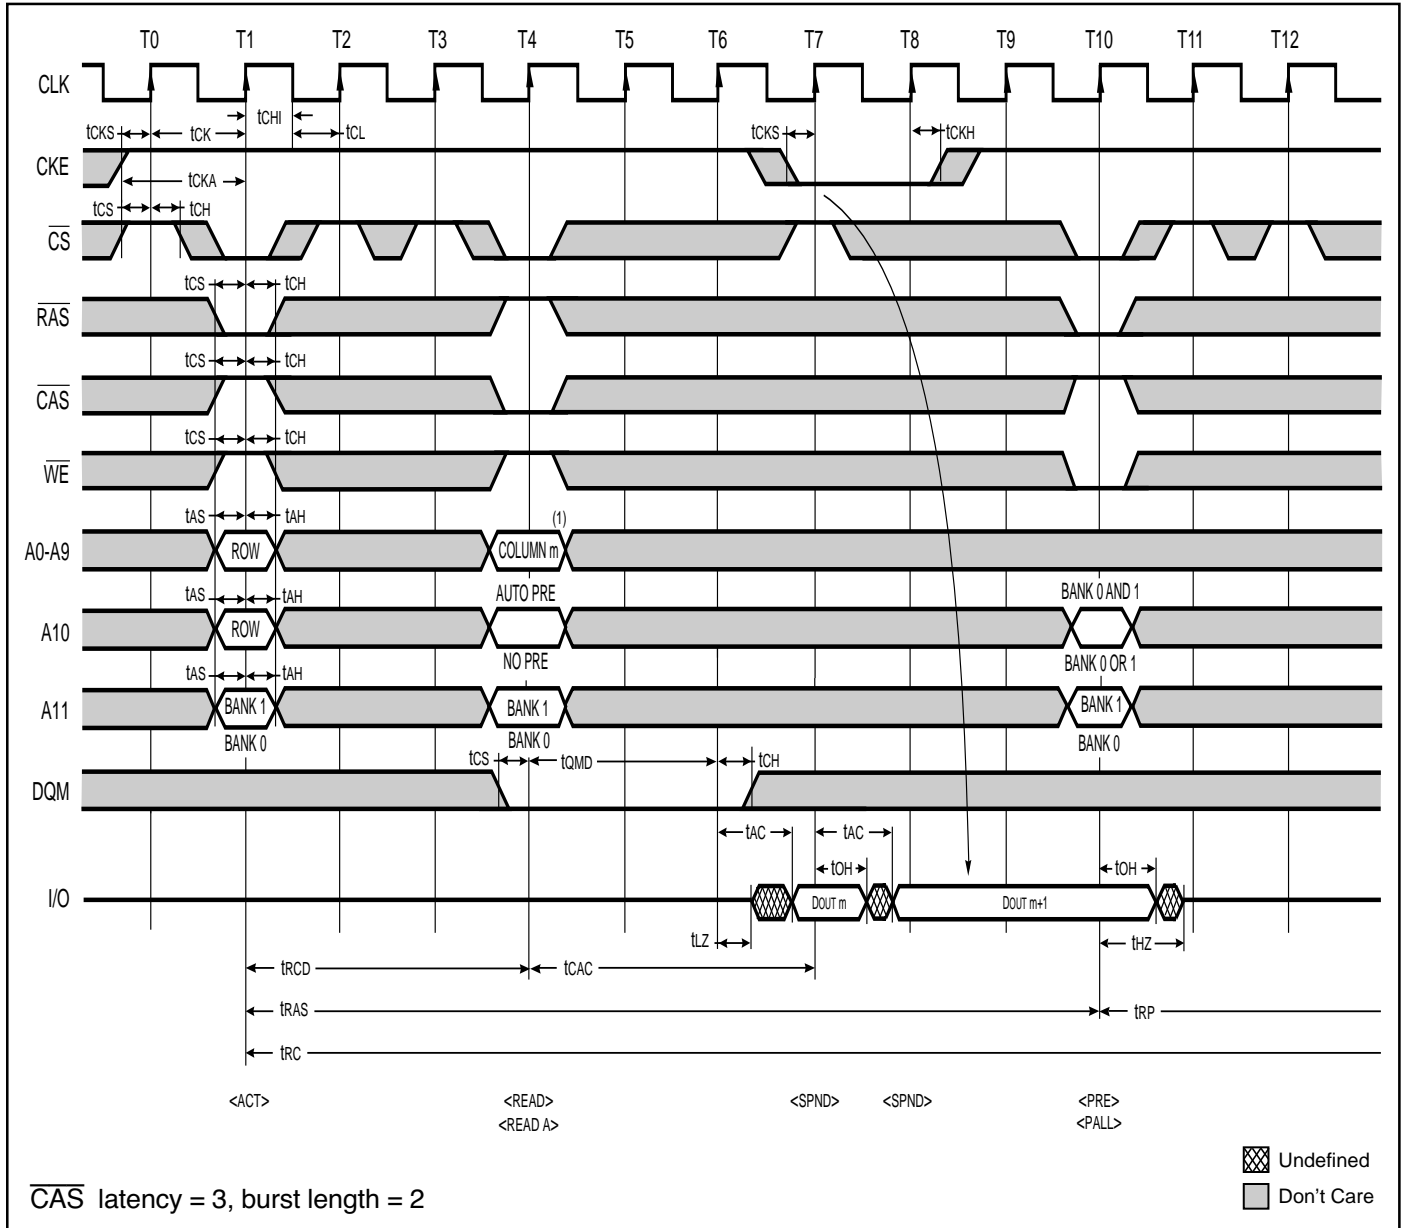 T0 T1 T2 T3 T4 T5 T6 T7 T8 T9 T10 T11 T12
CLK
tCHI
tCKS tCK tCL tCKS tCKH
CKE
tCKA
tCS tCH
CS
tCS tCH
RAS
tCS tCH
CAS
tCS tCH
WE
tAS tAH (1)
A0-A9 ROW COLUMN m
tAS tAH AUTO PRE BANK 0 AND 1
A10 ROW
NO PRE BANK 0 OR 1
tAS tAH
A11 BANK 1 BANK 1 BANK 1
BANK 0 BANK 0 BANK 0
tCS tQMD tCH
DQM
tAC tAC
tOH tOH
I/O DOUT m DOUT m+1
tLZ tHZ
tRCD tCAC
tRAS tRP
tRC
<ACT> <READ> <SPND> <SPND> <PRE>
<READ A> <PALL>
Undefined
Don't Care
CAS latency = 3, burst length = 2